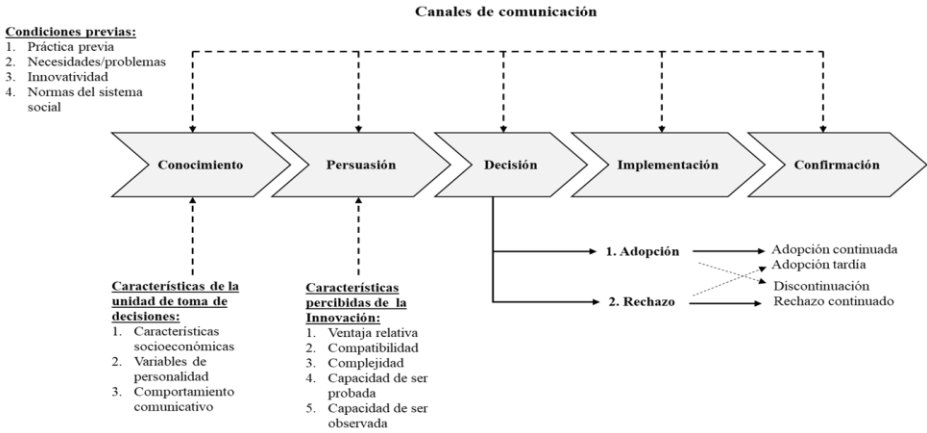 Canales de comunicación
Condiciones previas:
1. Práctica previa
2. Necesidades/problemas
3. Innovatividad
4. Normas del sistema
social
Conocimiento
Persuasión
Decisión
Implementación
Confirmación
1. Adopción
Adopción continuada
Adopción tardía
Discontinuación
2. Rechazo
Rechazo continuado
Características de la
unidad de toma de
decisiones:
1. Características
socioeconómicas
2. Variables de
personalidad
3. Comportamiento
comunicativo
Características
percibidas de la
Innovación:
1. Ventaja relativa
2. Compatibilidad
3. Complejidad
4. Capacidad de ser
probada
5. Capacidad de ser
observada